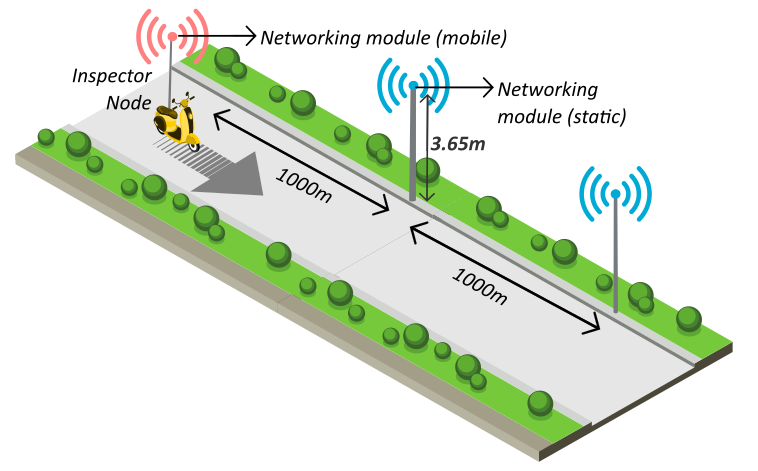 Networking module (mobile)
Inspector
Node
Networking
module (static)
3.65m
1000m
1000m